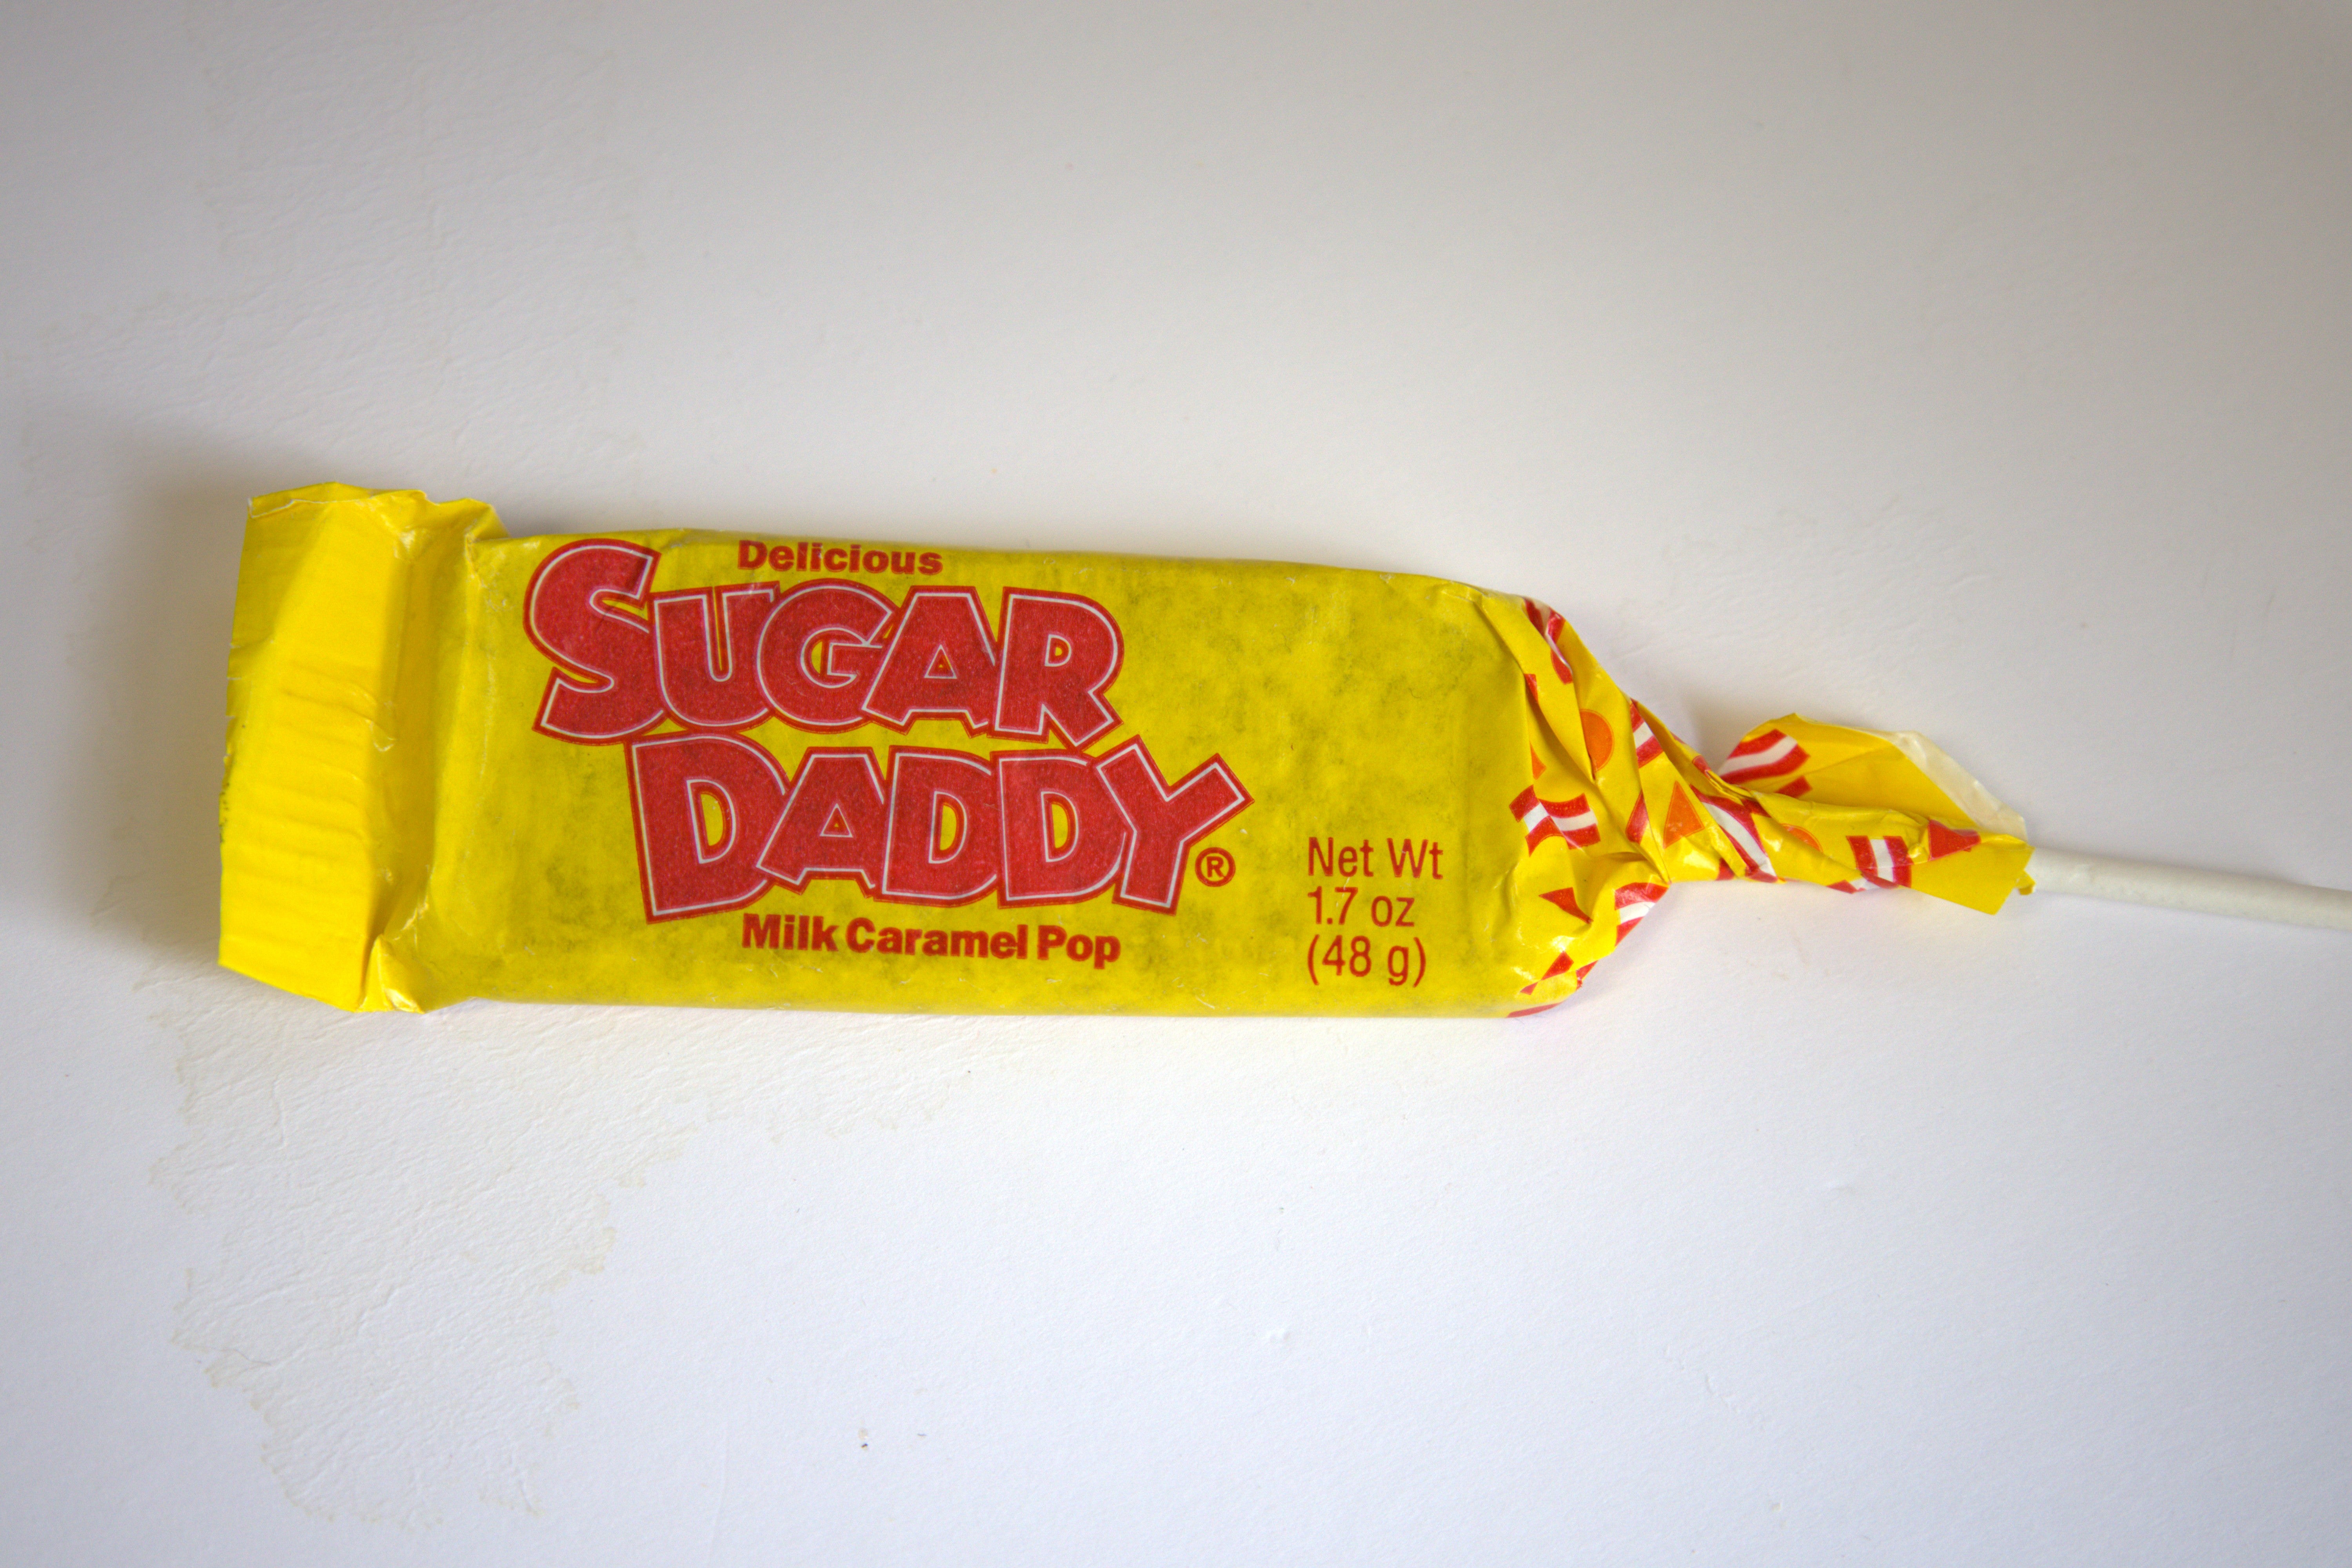 Delicious
SUGAR
DADDY®
Milk Caramel Pop
Net Wt
1.7 oz
(48 g)